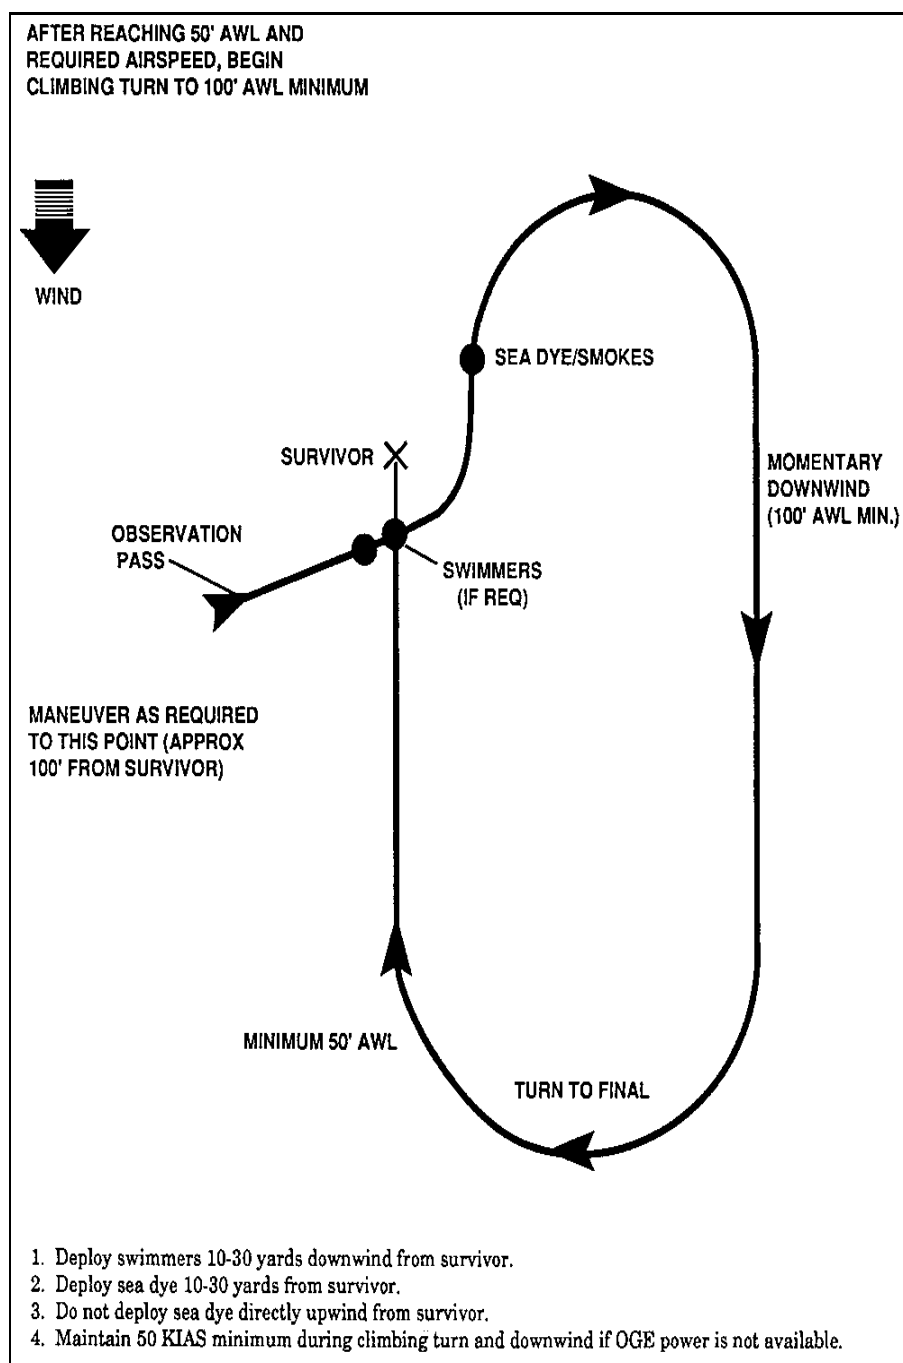 AFTER REACHING 50' AWL AND
REQUIRED AIRSPEED, BEGIN
CLIMBING TURN TO 100' AWL MINIMUM
WIND
SEA DYE/SMOKES
SURVIVOR
MOMENTARY
DOWNWIND
(100' AWL MIN.)
OBSERVATION
PASS
SWIMMERS
(IF REQ)
MANEUVER AS REQUIRED
TO THIS POINT (APPROX
100' FROM SURVIVOR)
MINIMUM 50' AWL
TURN TO FINAL
1. Deploy swimmers 10-30 yards downwind from survivor.
2. Deploy sea dye 10-30 yards from survivor.
3. Do not deploy sea dye directly upwind from survivor.
4. Maintain 50 KIAS minimum during climbing turn and downwind if OGE power is not available.